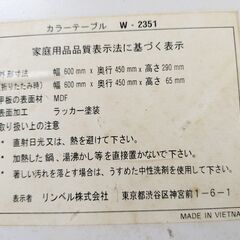 カラーテーブル W-2351
家庭用品品質表示法に基づく表示
外形寸法 幅 600mm x 奥行 450mm x 高さ 290mm
(折りたたみ時) 幅 600mm x 奥行 450mm x 高さ 65mm
甲板の表面材 MDF
表面加工 ラッカー塗装
取り扱い上の注意
・直射日光又は、熱を避けて下さい。
・加熱した鍋、湯沸かし等を直接置かないで下さい。
・著しい汚れを落とす場合は、うすめた中性洗剤を使用して下さい。
表示者 リンベル株式会社 東京都渋谷区神宮前1-6-1
MADE IN VIETNA